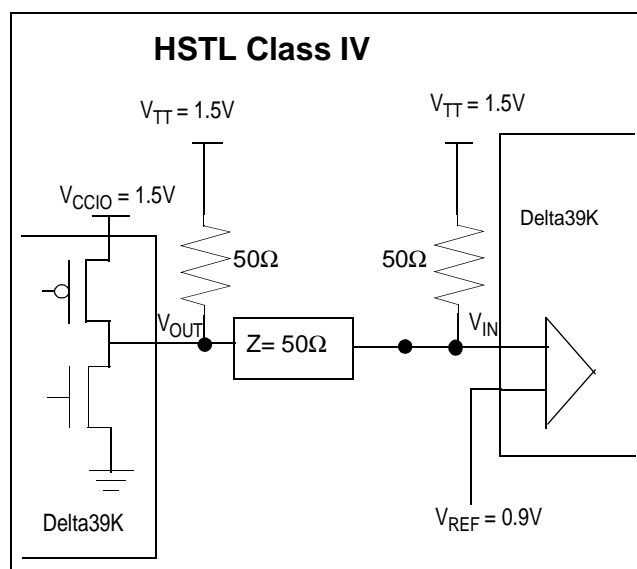 HSTL Class IV
V_TT = 1.5V
V_TT = 1.5V
V_CCIO = 1.5V
Delta39K
50Ω
50Ω
V_OUT
Z= 50Ω
V_IN
V_REF = 0.9V
Delta39K